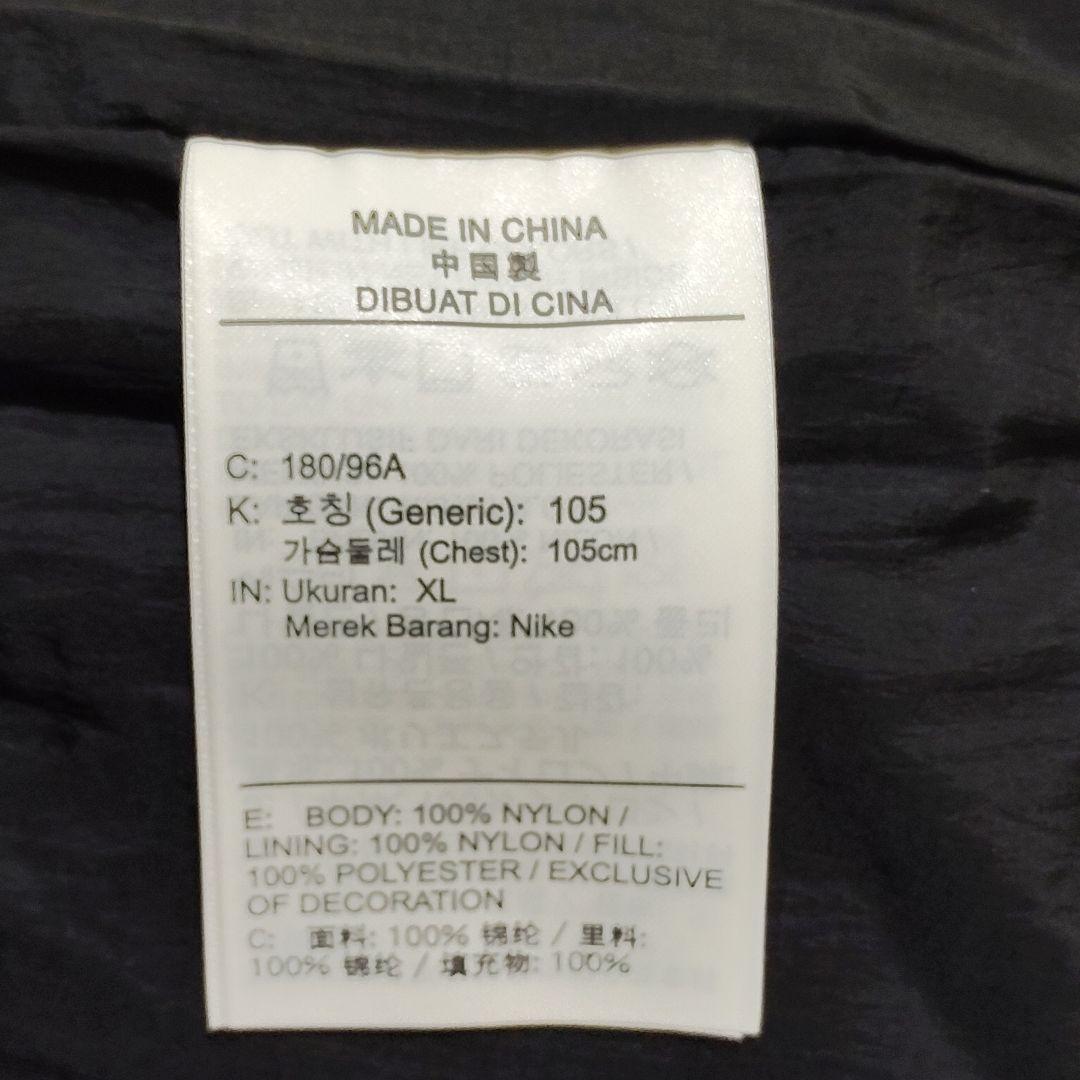 MADE IN CHINA
中国製
DIBUAT DI CINA
C: 180/96A
K: 호칭 (Generic): 105
가슴둘레 (Chest): 105cm
IN: Ukuran: XL
Merek Barang: Nike
E: BODY: 100% NYLON /
LINING: 100% NYLON / FILL:
100% POLYESTER / EXCLUSIVE
OF DECORATION
C: 面料: 100% 锦纶 / 里料:
100% 锦纶 / 填充物: 100%